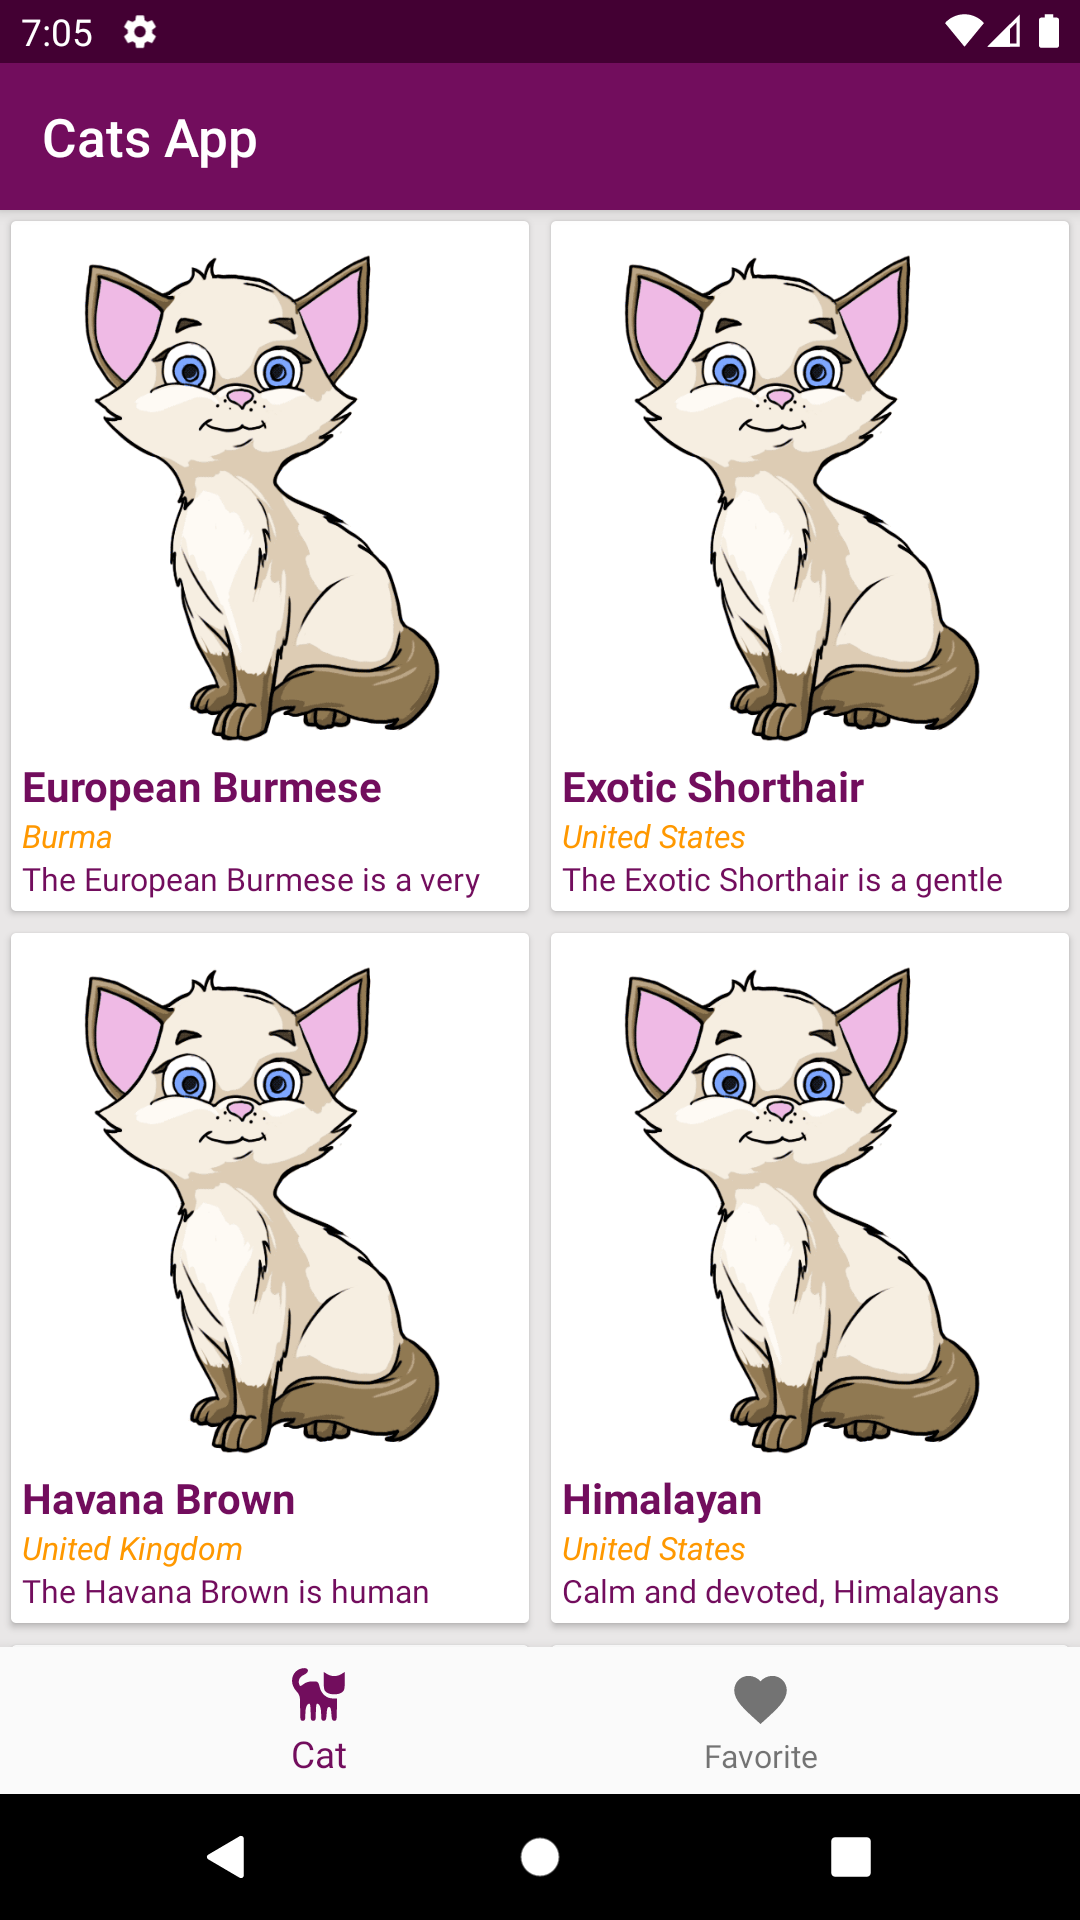 7:05
Cats App
European Burmese
Burma
The European Burmese is a very
Exotic Shorthair
United States
The Exotic Shorthair is a gentle
Havana Brown
United Kingdom
The Havana Brown is human
Himalayan
United States
Calm and devoted, Himalayans
Cat
Favorite